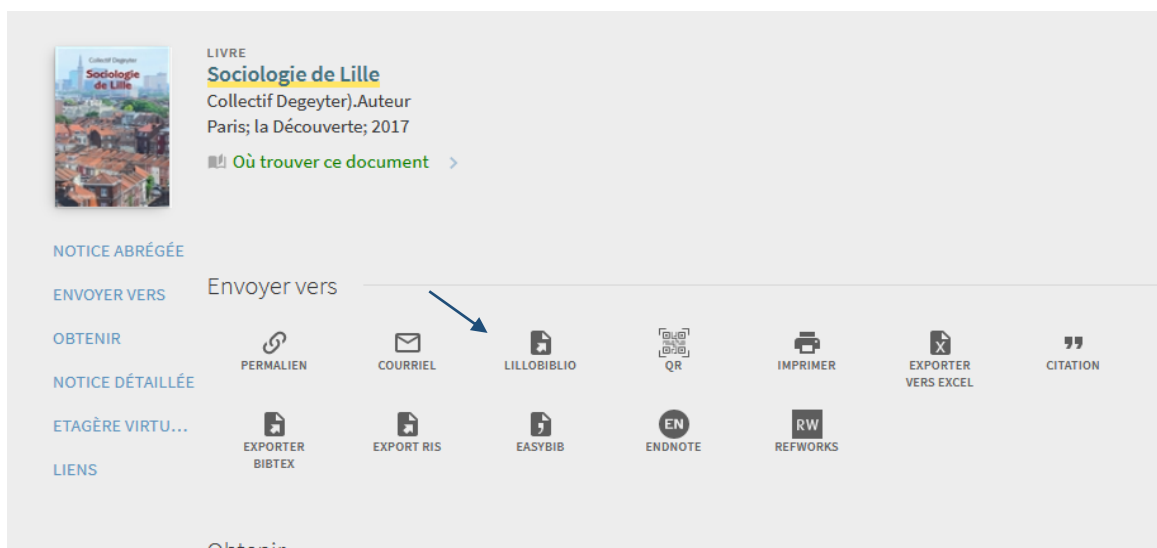 Collectif Degeyter
Sociologie
de Lille
LIVRE
Sociologie de Lille
Collectif Degeyter).Auteur
Paris; la Découverte; 2017
Où trouver ce document
NOTICE ABRÉGÉE
ENVOYER VERS
OBTENIR
NOTICE DÉTAILLÉE
ETAGÈRE VIRTU...
LIENS
Envoyer vers
PERMALIEN
COURRIEL
LILLOBIBLIO
QR
IMPRIMER
X
EXPORTER
VERS EXCEL
CITATION
EXPORTER
BIBTEX
EXPORT RIS
EASYBIB
EN
ENDNOTE
RW
REFWORKS